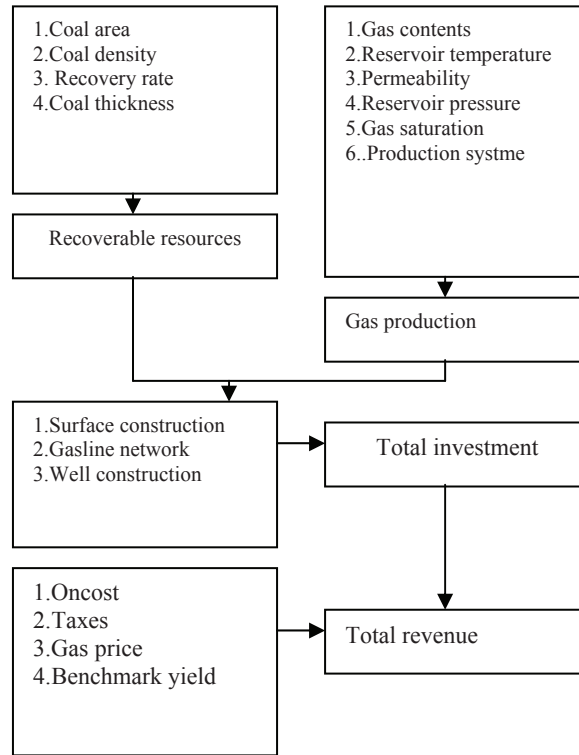 1.Coal area
2.Coal density
3. Recovery rate
4.Coal thickness
1.Gas contents
2.Reservoir temperature
3.Permeability
4.Reservoir pressure
5.Gas saturation
6..Production systme
Recoverable resources
Gas production
1.Surface construction
2.Gasline network
3.Well construction
Total investment
1.Oncost
2.Taxes
3.Gas price
4.Benchmark yield
Total revenue